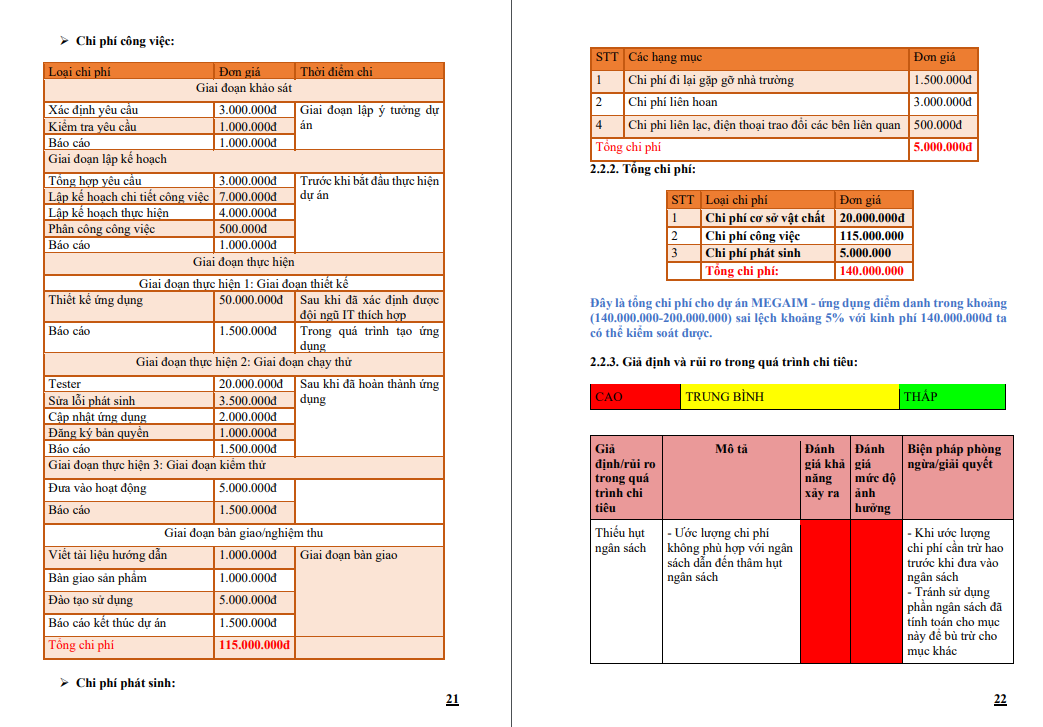 ➢ Chi phí công việc:
Loại chi phí Đơn giá Thời điểm chi
Giai đoạn khảo sát
Xác định yêu cầu 3.000.000đ Giai đoạn lập ý tưởng dự
Kiểm tra yêu cầu 1.000.000đ án
Báo cáo 1.000.000đ
Giai đoạn lập kế hoạch
Tổng hợp yêu cầu 3.000.000đ Trước khi bắt đầu thực hiện
Lập kế hoạch chi tiết công việc 7.000.000đ dự án
Lập kế hoạch thực hiện 4.000.000đ
Phân công công việc 500.000đ
Báo cáo 1.000.000đ
Giai đoạn thực hiện
Giai đoạn thực hiện 1: Giai đoạn thiết kế
Thiết kế ứng dụng 50.000.000đ Sau khi đã xác định được
đội ngũ IT thích hợp
Báo cáo 1.500.000đ Trong quá trình tạo ứng
dụng
Giai đoạn thực hiện 2: Giai đoạn chạy thử
Tester 20.000.000đ Sau khi đã hoàn thành ứng
Sửa lỗi phát sinh 3.500.000đ dụng
Cập nhật ứng dụng 2.000.000đ
Đăng ký bản quyền 1.000.000đ
Báo cáo 1.500.000đ
Giai đoạn thực hiện 3: Giai đoạn kiểm thử
Đưa vào hoạt động 5.000.000đ
Báo cáo 1.500.000đ
Giai đoạn bàn giao/nghiệm thu
Viết tài liệu hướng dẫn 1.000.000đ Giai đoạn bàn giao
Bàn giao sản phẩm 1.000.000đ
Đào tạo sử dụng 5.000.000đ
Báo cáo kết thúc dự án 1.500.000đ
Tổng chi phí 115.000.000đ
➢ Chi phí phát sinh:
21
STT Các hạng mục Đơn giá
1 Chi phí đi lại gặp gỡ nhà trường 1.500.000đ
2 Chi phí liên hoan 3.000.000đ
4 Chi phí liên lạc, điện thoại trao đổi các bên liên quan 500.000đ
Tổng chi phí 5.000.000đ
2.2.2. Tổng chi phí:
STT Loại chi phí Đơn giá
1 Chi phí cơ sở vật chất 20.000.000đ
2 Chi phí công việc 115.000.000
3 Chi phí phát sinh 5.000.000
Tổng chi phí: 140.000.000
Đây là tổng chi phí cho dự án MEGAIM - ứng dụng điểm danh trong khoảng
(140.000.000-200.000.000) sai lệch khoảng 5% với kinh phí 140.000.000đ ta
có thể kiểm soát được.
2.2.3. Giả định và rủi ro trong quá trình chi tiêu:
CAO TRUNG BÌNH THẤP
Giả Mô tả Đánh Đánh Biện pháp phòng
định/rủi ro giá khả giá ngừa/giải quyết
trong quá năng mức độ
trình chi xảy ra ảnh
tiêu hưởng
Thiếu hụt - Ước lượng chi phí - Khi ước lượng
ngân sách không phù hợp với ngân chi phí cần trừ hao
sách dẫn đến thâm hụt trước khi đưa vào
ngân sách ngân sách
- Tránh sử dụng
phần ngân sách đã
tính toán cho mục
này để bù trừ cho
mục khác
22